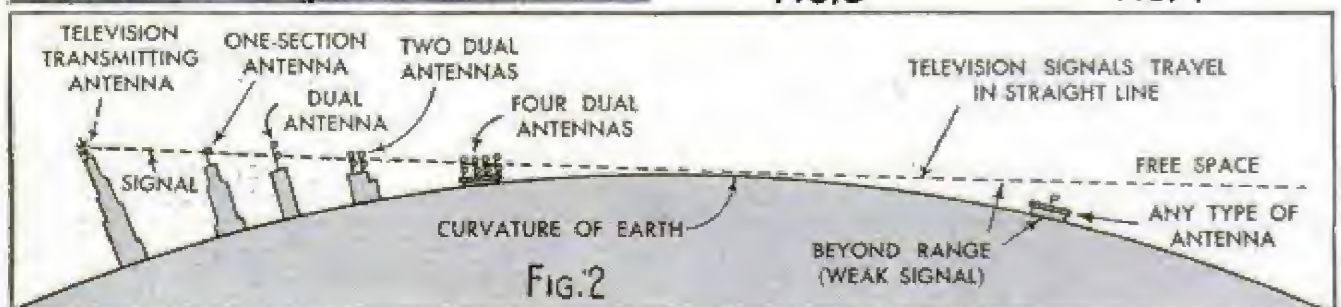 TELEVISION
TRANSMITTING
ANTENNA
ONE-SECTION
ANTENNA
DUAL
ANTENNA
TWO DUAL
ANTENNAS
FOUR DUAL
ANTENNAS
TELEVISION SIGNALS TRAVEL
IN STRAIGHT LINE
SIGNAL
FREE SPACE
CURVATURE OF EARTH
BEYOND RANGE
(WEAK SIGNAL)
ANY TYPE OF
ANTENNA
FIG. 2